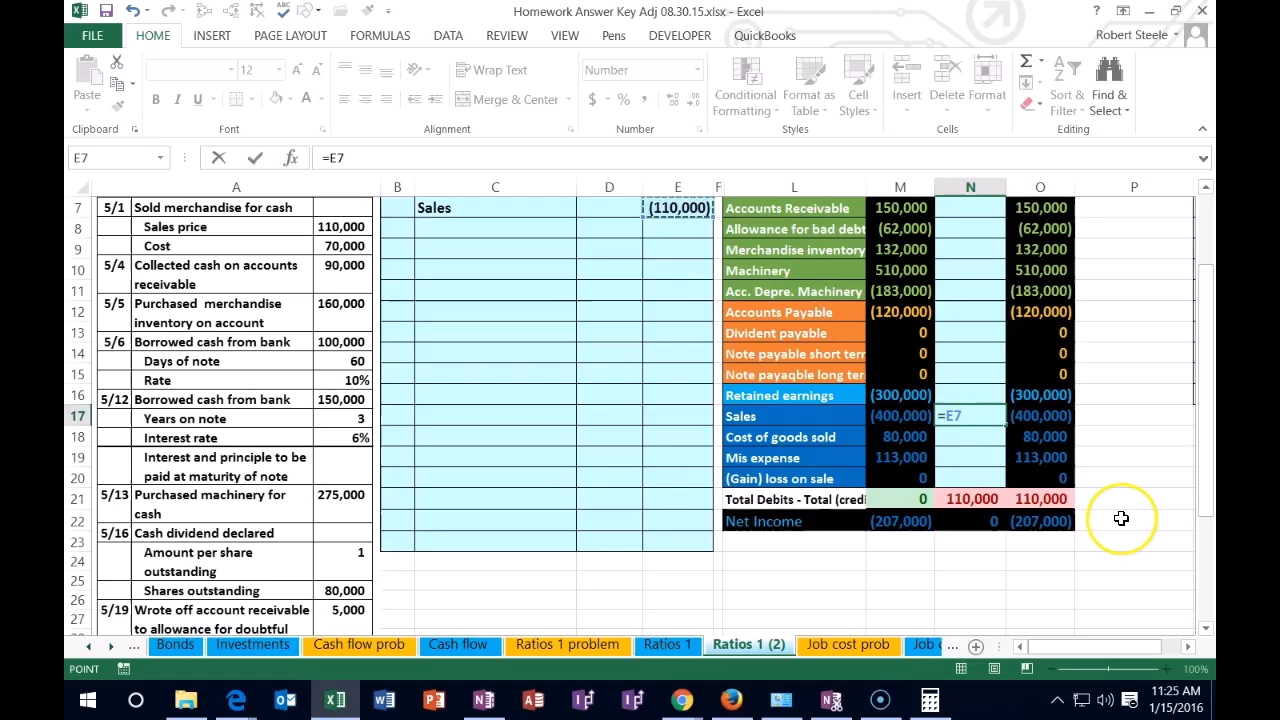 Homework Answer Key Adj 08.30.15.xlsx - Excel
FILE HOME INSERT PAGE LAYOUT FORMULAS DATA REVIEW VIEW Pens DEVELOPER QuickBooks Robert Steele
Paste 12 Wrap Text Merge & Center Number $ % Conditional Formatting Format as Table Cell Styles Insert Delete Format Sort & Filter Find & Select
Clipboard Font Alignment Number Styles Cells Editing
E7 =E7
A B C D E F L M N O P
7 5/1 Sold merchandise for cash Sales (110,000) Accounts Receivable 150,000 150,000
8 Sales price 110,000 Allowance for bad debt (62,000) (62,000)
9 Cost 70,000 Merchandise inventory 132,000 132,000
10 5/4 Collected cash on accounts receivable 90,000 Machinery 510,000 510,000
11 5/5 Purchased merchandise inventory on account 160,000 Acc. Depre. Machinery (183,000) (183,000)
12 Accounts Payable (120,000) (120,000)
13 5/6 Borrowed cash from bank 100,000 Divident payable 0 0
14 Days of note 60 Note payable short terr 0 0
15 Rate 10% Note payaqble long ter 0 0
16 5/12 Borrowed cash from bank 150,000 Retained earnings (300,000) (300,000)
17 Years on note 3 Sales (400,000) =E7 (400,000)
18 Interest rate 6% Cost of goods sold 80,000 80,000
19 Interest and principle to be paid at maturity of note Mis expense 113,000 113,000
20 (Gain) loss on sale 0 0
21 5/13 Purchased machinery for cash 275,000 Total Debits - Total (credi 0 110,000 110,000
22 5/16 Cash dividend declared Net Income (207,000) 0 (207,000)
23
24 Amount per share outstanding 1
25
26 Shares outstanding 80,000
27 5/19 Wrote off account receivable to allowance for doubtful 5,000
... Bonds Investments Cash flow prob Cash flow Ratios 1 problem Ratios 1 Ratios 1 (2) Job cost prob Job ...
POINT 100%
11:25 AM
1/15/2016